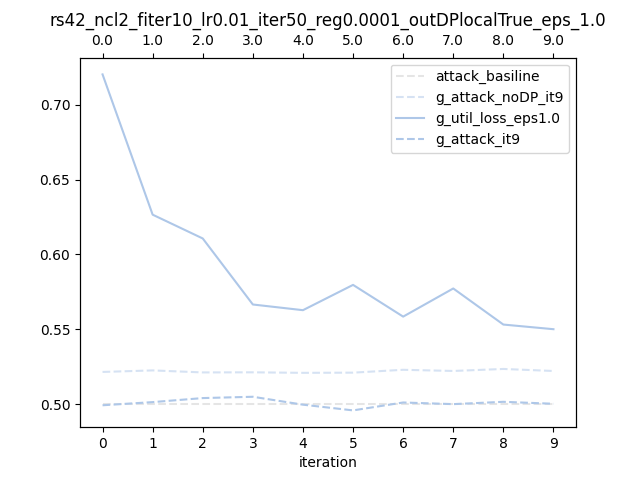 rs42_ncl2_fiter10_lr0.01_iter50_reg0.0001_outDPlocalTrue_eps_1.0
0.0 1.0 2.0 3.0 4.0 5.0 6.0 7.0 8.0 9.0
attack_basiline
g_attack_noDP_it9
g_util_loss_eps1.0
g_attack_it9
0.70
0.65
0.60
0.55
0.50
0 1 2 3 4 5 6 7 8 9
iteration